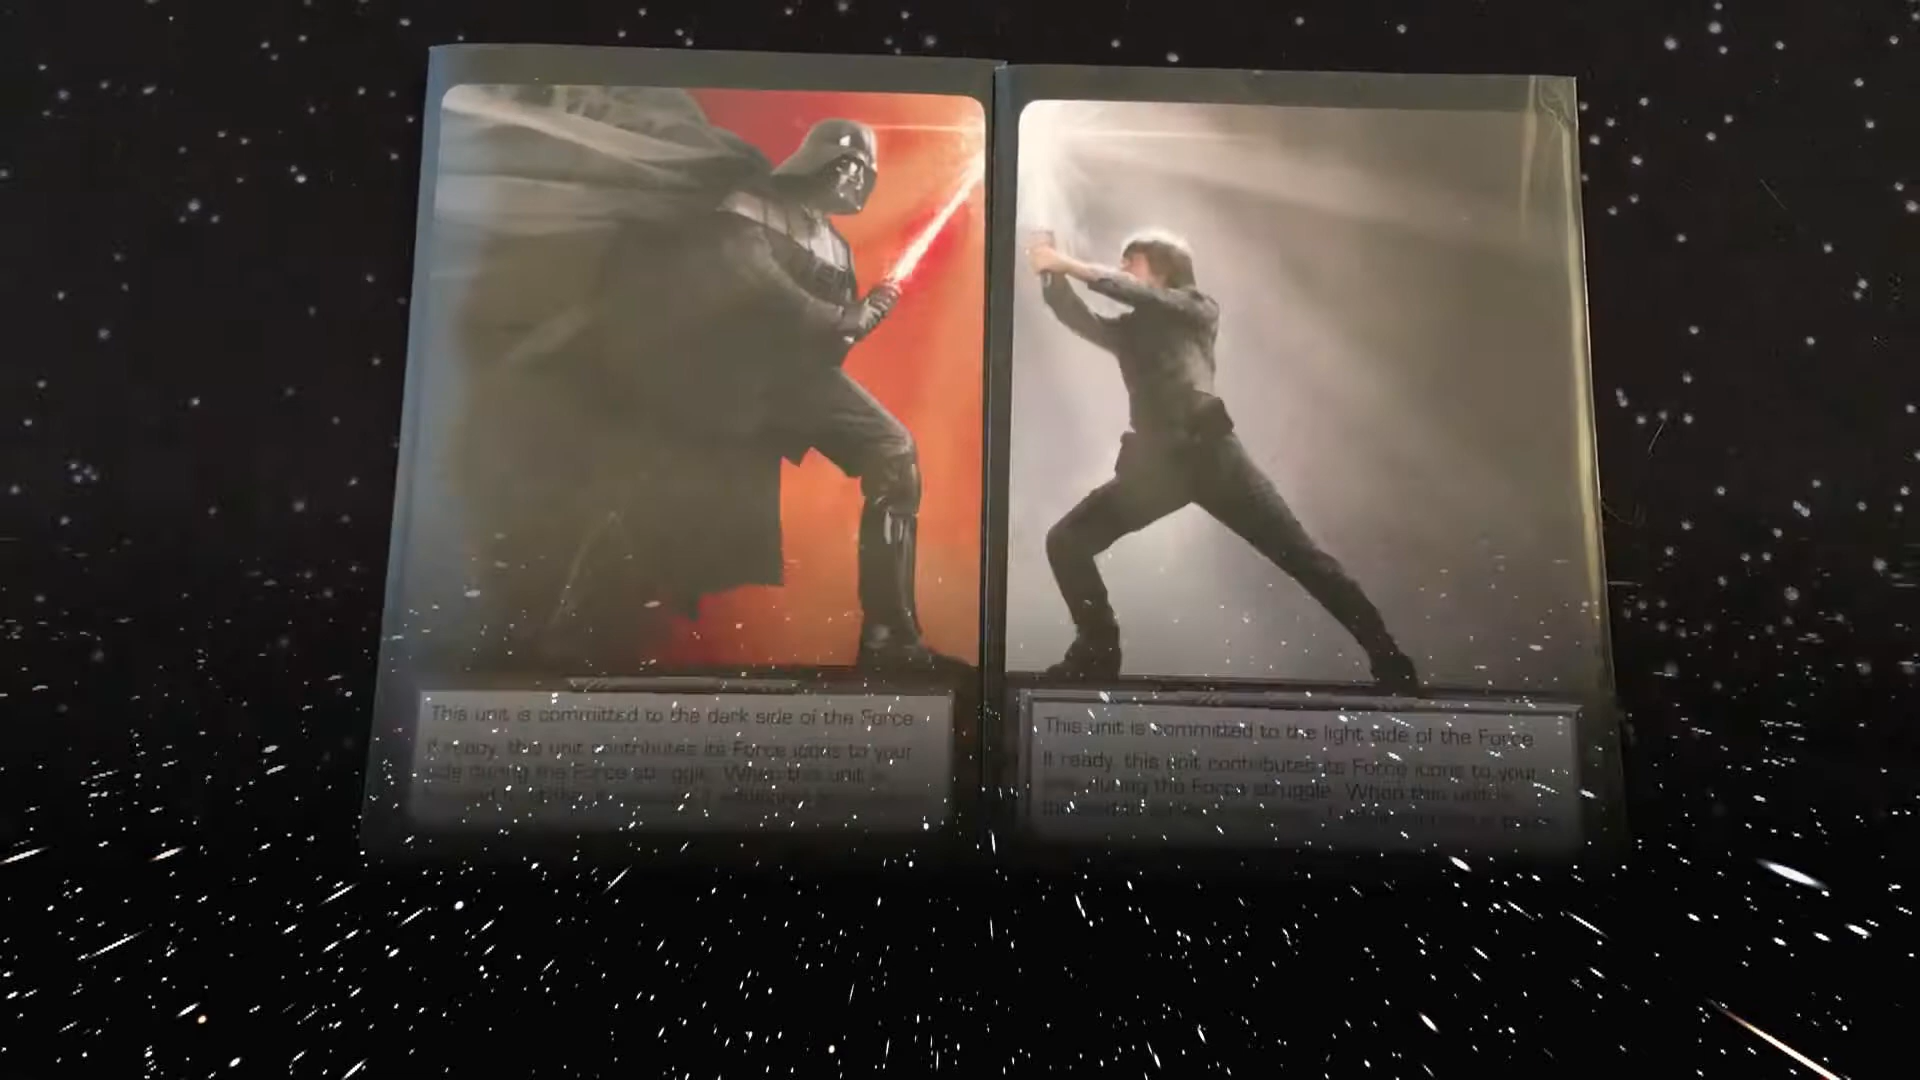 This unit is committed to the dark side of the Force
If ready, this unit contributes its Force icons to your
side during the Force struggle. When this unit is
This unit is committed to the light side of the Force
If ready, this unit contributes its Force icons to your
side during the Force struggle. When this unit is